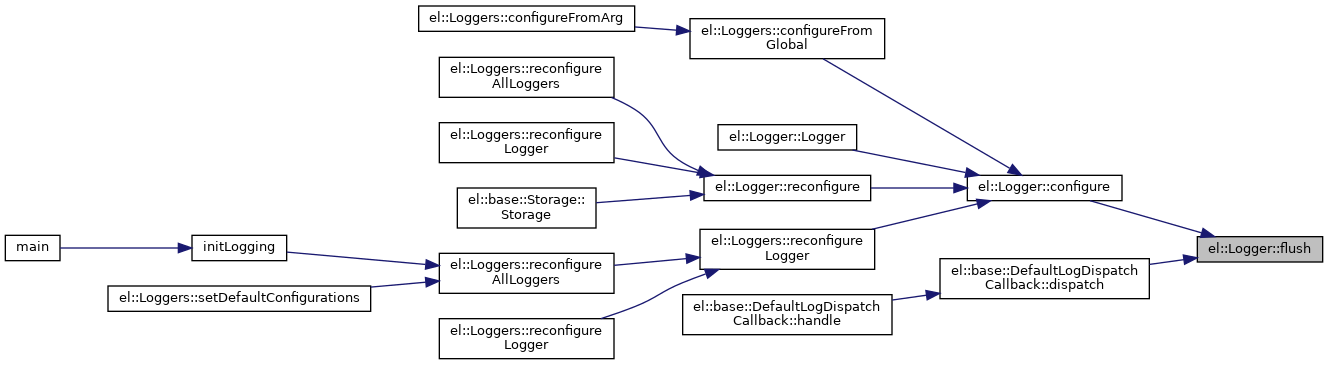 el::Loggers::configureFromArg
el::Loggers::configureFrom
Global
el::Loggers::reconfigure
AllLoggers
el::Loggers::reconfigure
Logger
el::Logger::Logger
el::Logger::reconfigure
el::Logger::configure
el::base::Storage::
Storage
main
initLogging
el::Loggers::reconfigure
Logger
el::Logger::flush
el::Loggers::reconfigure
AllLoggers
el::base::DefaultLogDispatch
Callback::dispatch
el::Loggers::setDefaultConfigurations
el::base::DefaultLogDispatch
Callback::handle
el::Loggers::reconfigure
Logger